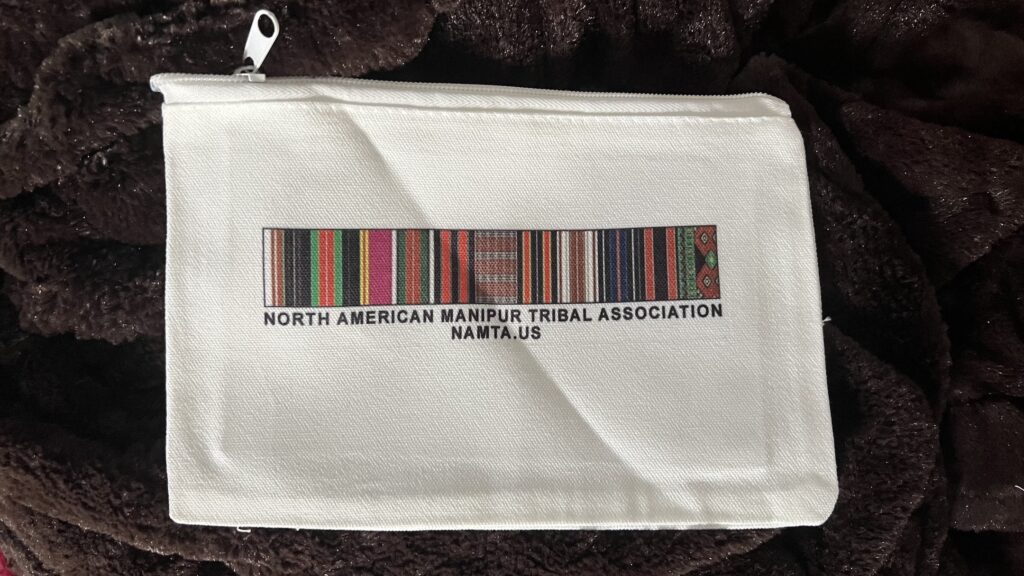 NORTH AMERICAN MANIPUR TRIBAL ASSOCIATION
NAMTA.US